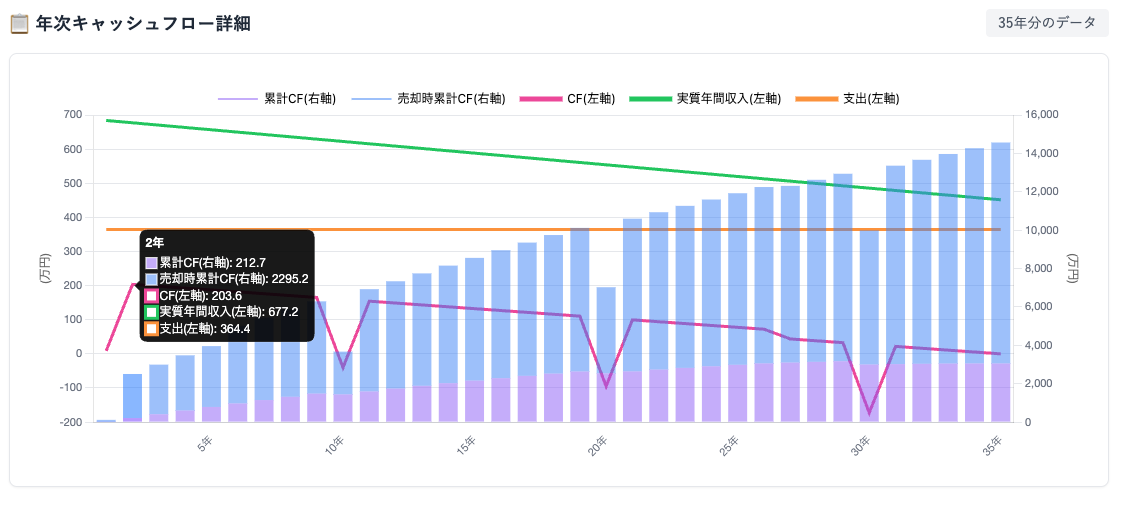 📋 年次キャッシュフロー詳細
35年分のデータ
累計CF(右軸) 売却時累計CF(右軸) CF(左軸) 実質年間収入(左軸) 支出(左軸)
700
600
500
400
300
200
100
0
-100
-200
(万円)
16,000
14,000
12,000
10,000
8,000
6,000
4,000
2,000
0
(万円)
2年
累計CF(右軸): 212.7
売却時累計CF(右軸): 2295.2
CF(左軸): 203.6
実質年間収入(左軸): 677.2
支出(左軸): 364.4
5年 10年 15年 20年 25年 30年 35年